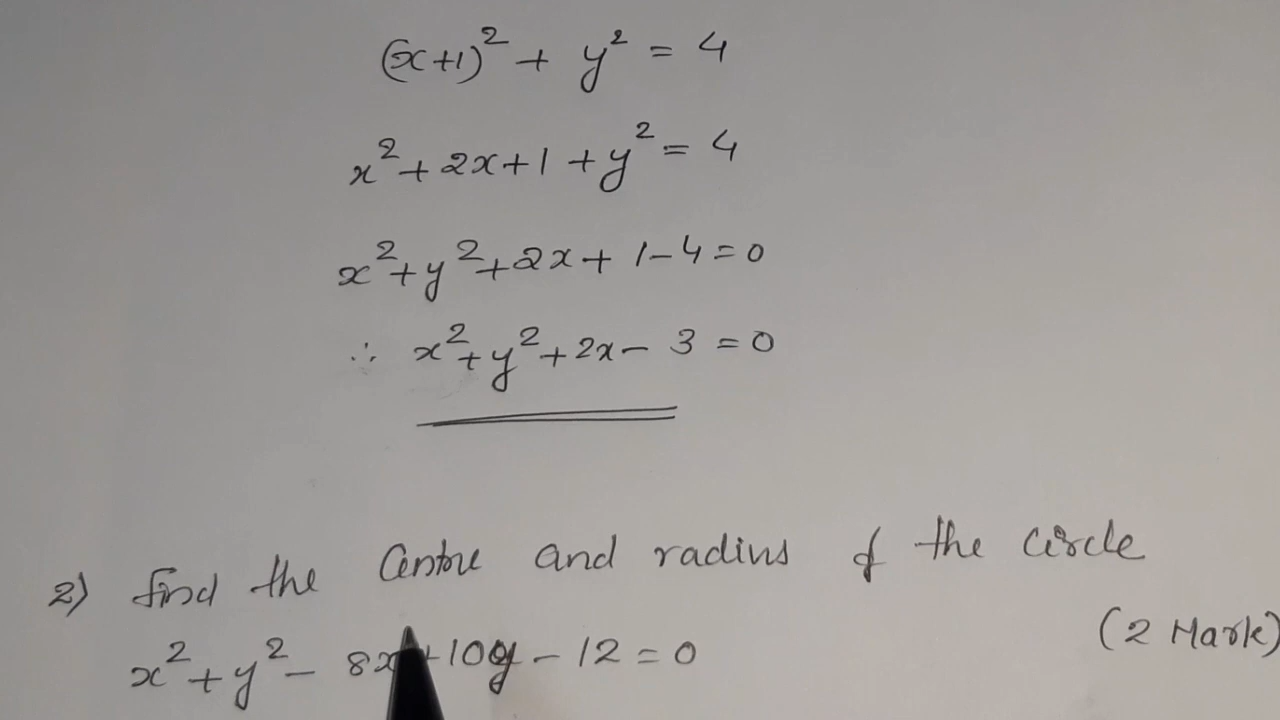 (x+1)² + y² = 4
x² + 2x + 1 + y² = 4
x² + y² + 2x + 1 - 4 = 0
∴ x² + y² + 2x - 3 = 0
2) find the Centre and radius of the circle
(2 Mark)
x² + y² - 8x + 10y - 12 = 0